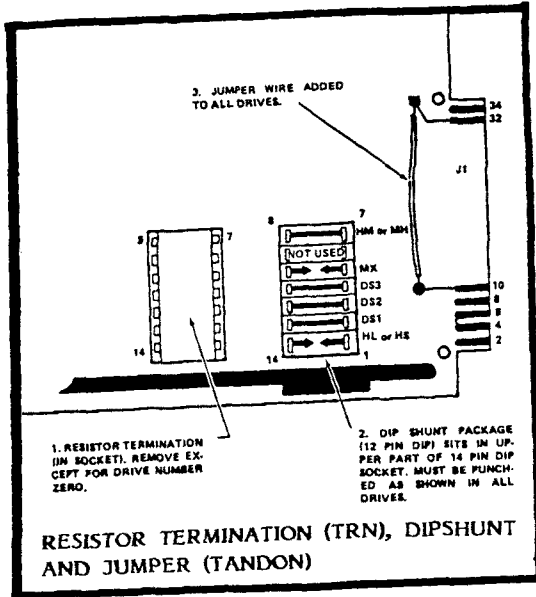 3. JUMPER WIRE ADDED
TO ALL DRIVES.
34
32
J1
10
8
6
4
2
8
7
HM or MH
NOT USED
MX
DS3
DS2
DS1
HL or HS
14
1
7
14
1. RESISTOR TERMINATION
(IN SOCKET). REMOVE EX-
CEPT FOR DRIVE NUMBER
ZERO.
2. DIP SHUNT PACKAGE
(12 PIN DIP) SITS IN UP-
PER PART OF 14 PIN DIP
SOCKET. MUST BE PUNCH-
ED AS SHOWN IN ALL
DRIVES.
RESISTOR TERMINATION (TRN), DIPSHUNT
AND JUMPER (TANDON)